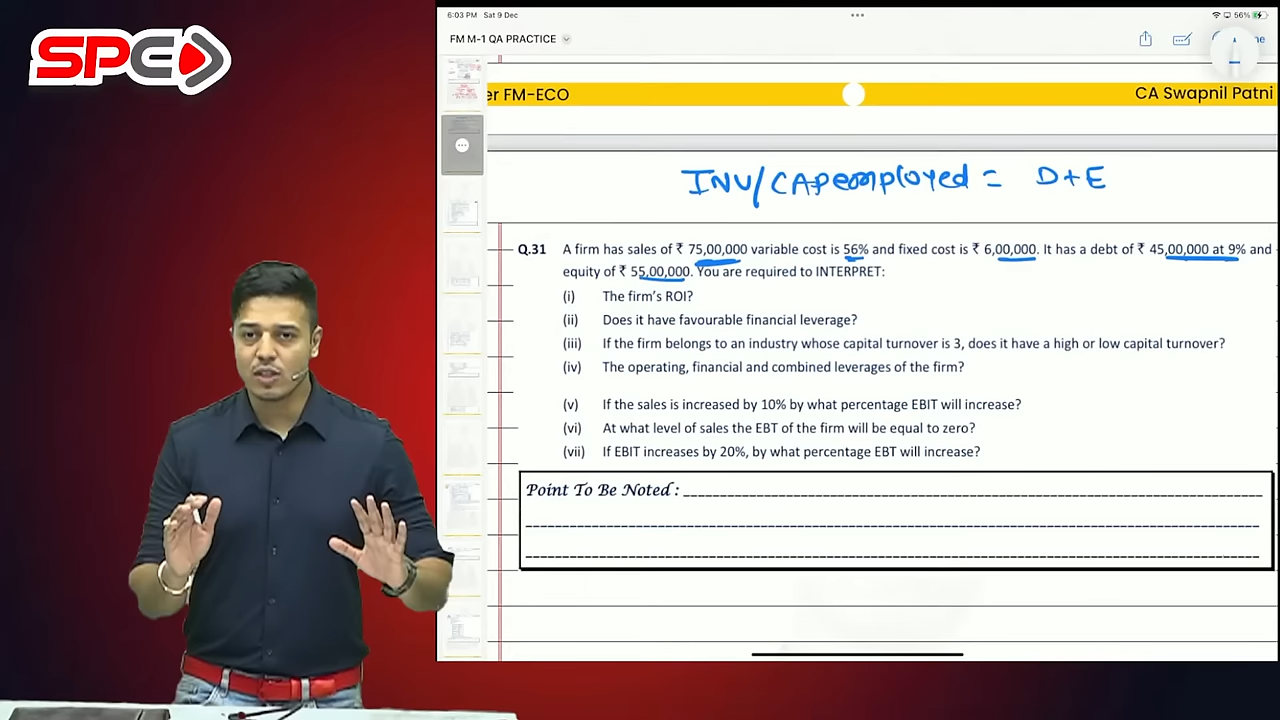 SPC
6:03 PM Sat 9 Dec
56%
FM M-1 QA PRACTICE
er FM-ECO
CA Swapnil Patni
INV/CAPemployed = D+E
Q.31 A firm has sales of ₹ 75,00,000 variable cost is 56% and fixed cost is ₹ 6,00,000. It has a debt of ₹ 45,00,000 at 9% and
equity of ₹ 55,00,000. You are required to INTERPRET:
(i) The firm's ROI?
(ii) Does it have favourable financial leverage?
(iii) If the firm belongs to an industry whose capital turnover is 3, does it have a high or low capital turnover?
(iv) The operating, financial and combined leverages of the firm?
(v) If the sales is increased by 10% by what percentage EBIT will increase?
(vi) At what level of sales the EBT of the firm will be equal to zero?
(vii) If EBIT increases by 20%, by what percentage EBT will increase?
Point To Be Noted :